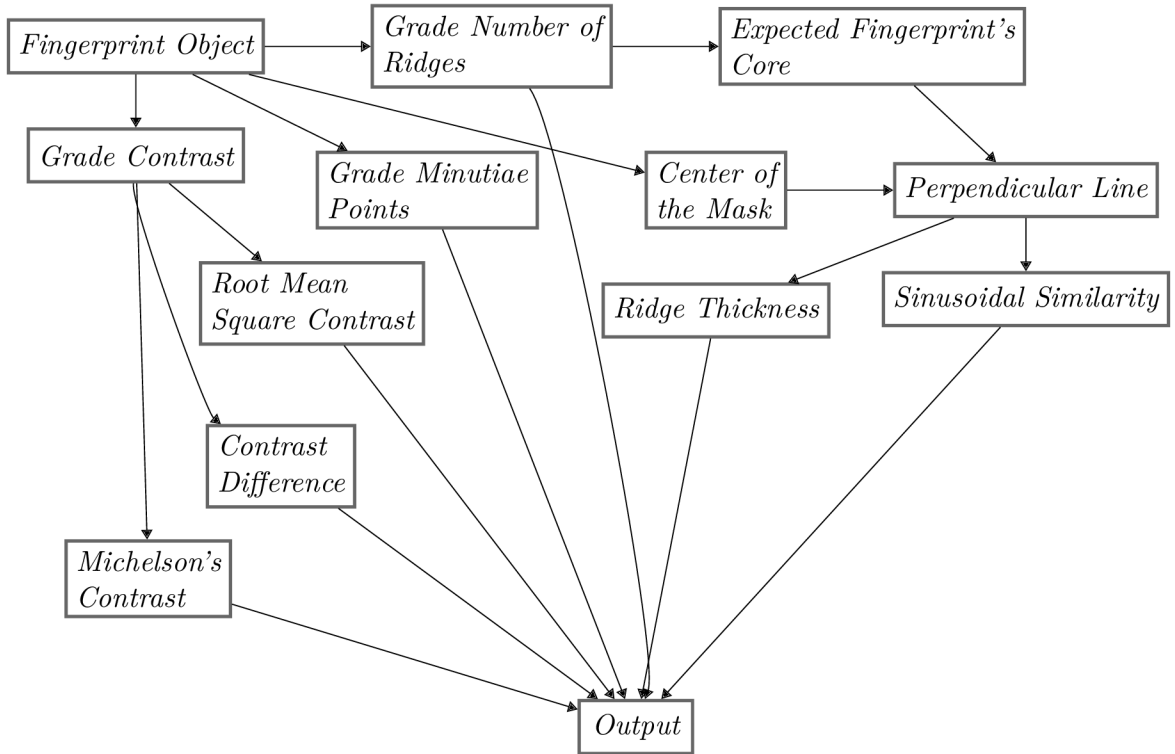 Fingerprint Object
Grade Number of
Ridges
Expected Fingerprint's
Core
Grade Contrast
Grade Minutiae
Points
Center of
the Mask
Perpendicular Line
Root Mean
Square Contrast
Ridge Thickness
Sinusoidal Similarity
Contrast
Difference
Michelson's
Contrast
Output